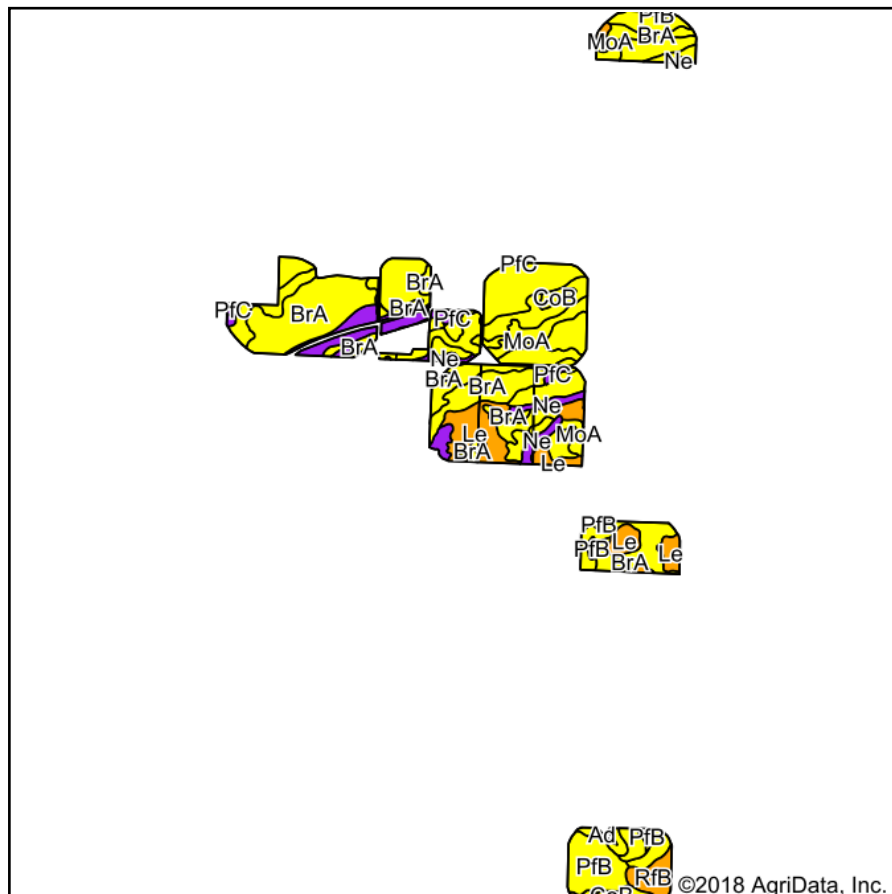 PfB
BrA
MoA
Ne
PfC
BrA
CoB
BrA
PfC
BrA
PfC
BrA
MoA
Ne
BrA
BrA
PfC
Ne
BrA
Le
MoA
Ne
BrA
Le
PfB
Le
PfB
Le
BrA
Ad
PfB
PfB
RfB
CoB
©2018 AgriData, Inc.